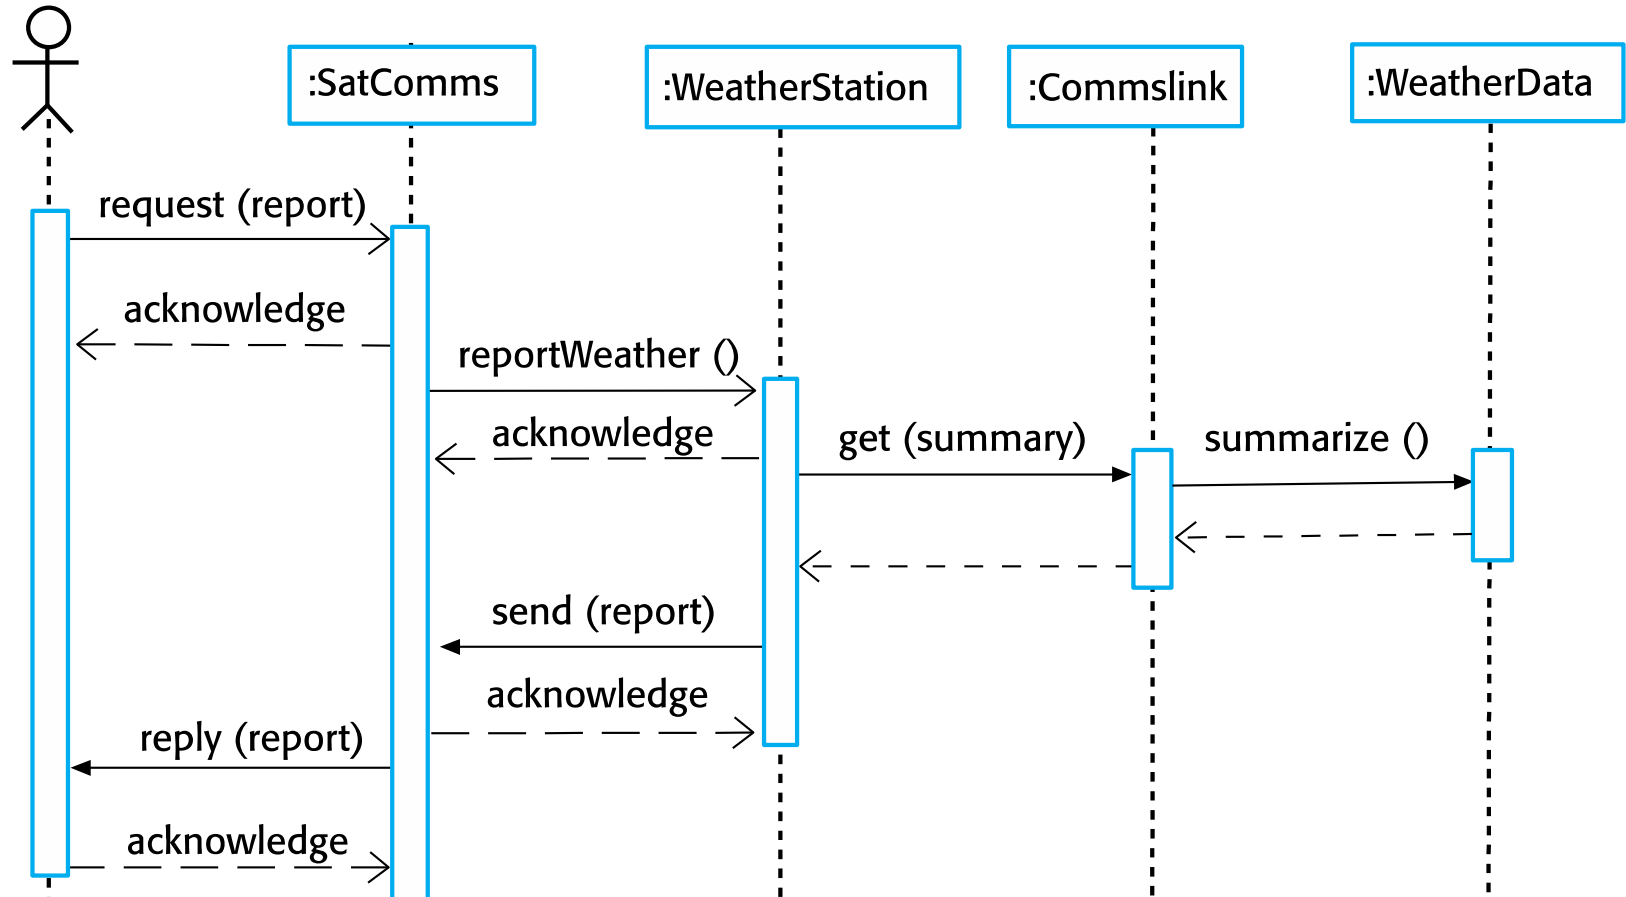 :SatComms
:WeatherStation
:Commslink
:WeatherData
request (report)
acknowledge
reportWeather ()
acknowledge
get (summary)
summarize ()
send (report)
acknowledge
reply (report)
acknowledge